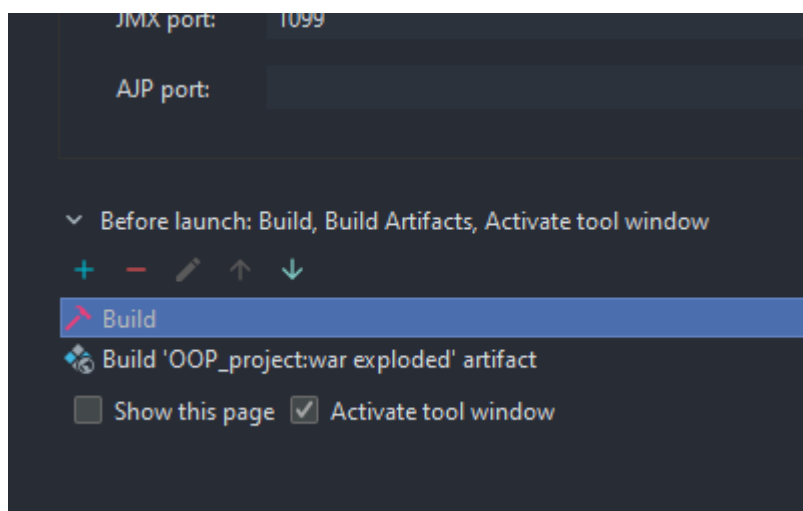 JMX port: 1099
AJP port:
Before launch: Build, Build Artifacts, Activate tool window
Build
Build 'OOP_project:war exploded' artifact
Show this page Activate tool window